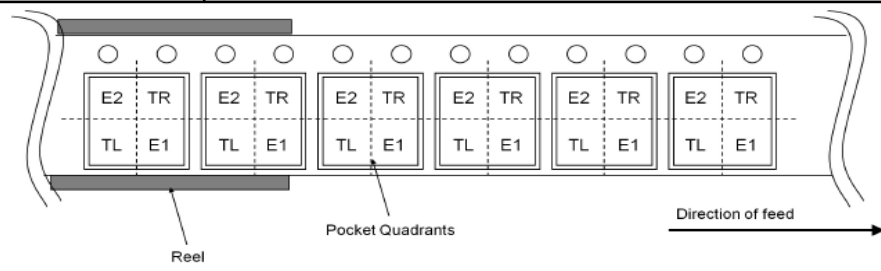 E2 TR E2 TR E2 TR E2 TR E2 TR E2 TR
TL E1 TL E1 TL E1 TL E1 TL E1 TL E1
Direction of feed
Pocket Quadrants
Reel